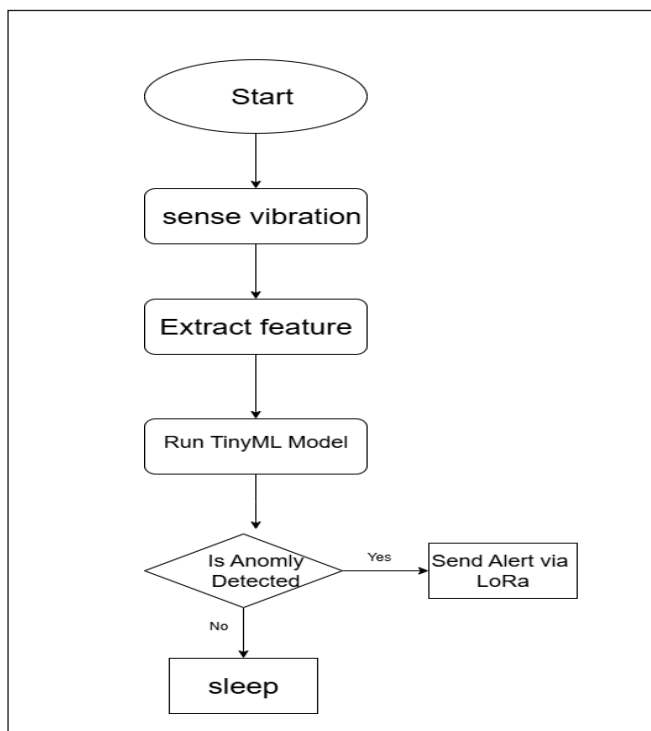 Start
sense vibration
Extract feature
Run TinyML Model
Is Anomly
Detected
Yes
Send Alert via
LoRa
No
sleep